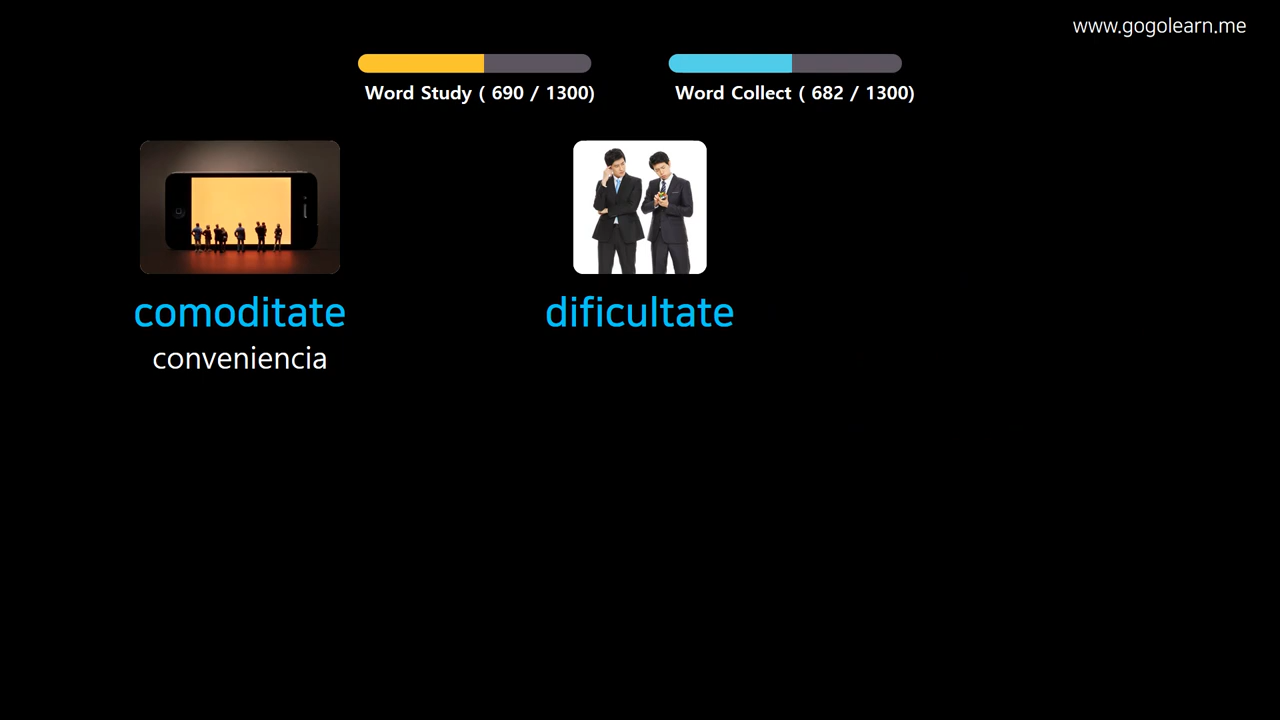 www.gogolearn.me
Word Study ( 690 / 1300)
Word Collect ( 682 / 1300)
comoditate
dificultate
conveniencia